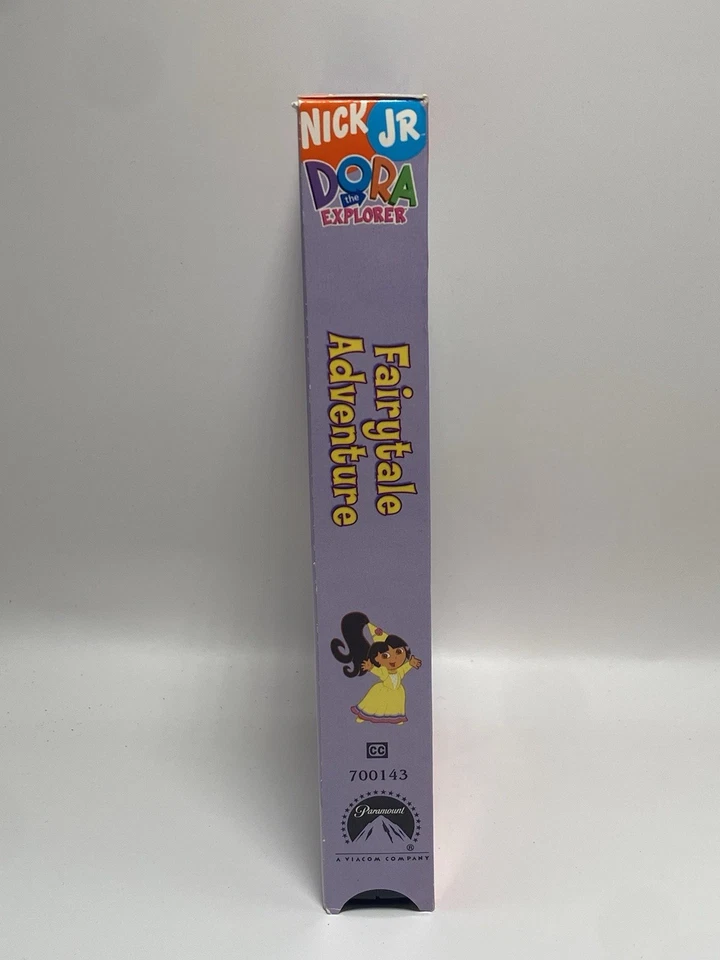 NICK JR
DORA
the
EXPLORER
Fairytale
Adventure
CC
700143
Paramount
®
A VIACOM COMPANY